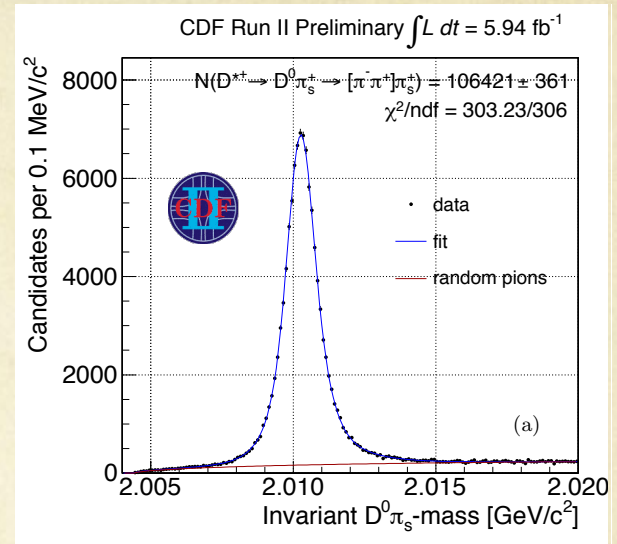 CDF Run II Preliminary ∫L dt = 5.94 fb⁻¹
N(D*⁺→ D⁰π⁺s → [π⁻π⁺]π⁺s) = 106421 ± 361
χ²/ndf = 303.23/306
Candidates per 0.1 MeV/c²
8000
6000
4000
2000
0
CDF
II
data
fit
random pions
(a)
2.005 2.010 2.015 2.020
Invariant D⁰πs-mass [GeV/c²]